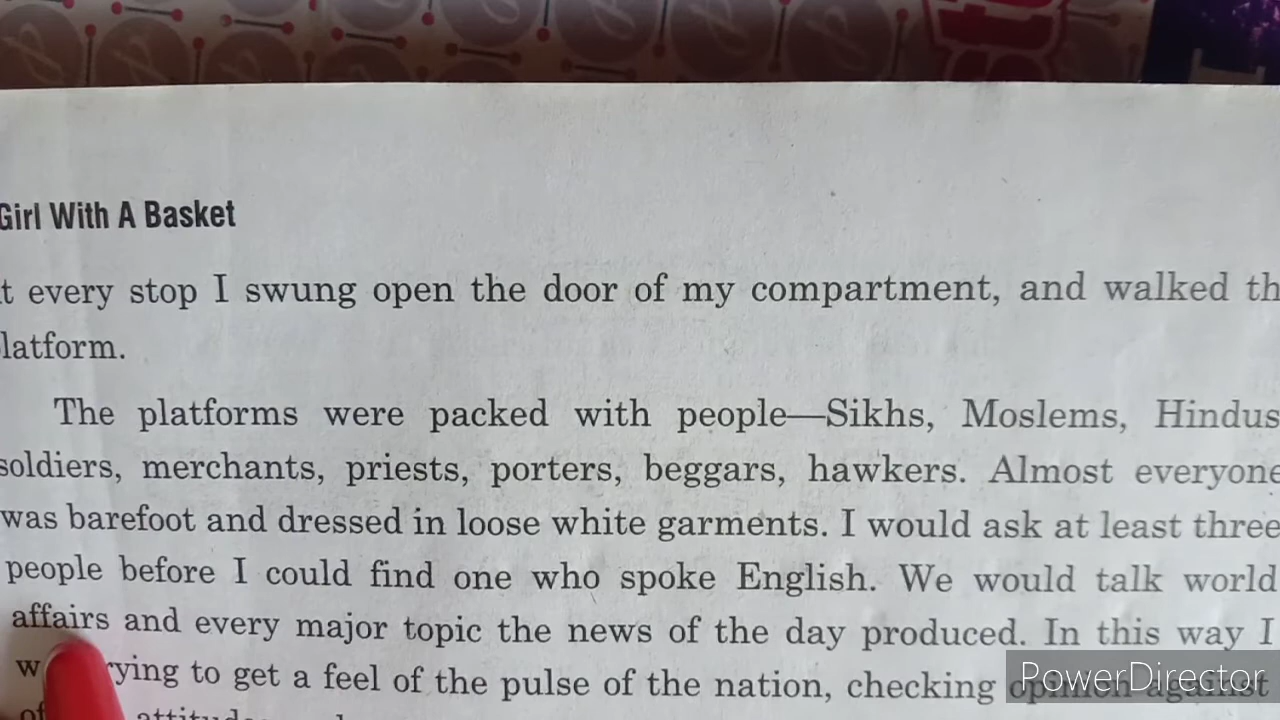 Girl With A Basket
t every stop I swung open the door of my compartment, and walked th
latform.
The platforms were packed with people—Sikhs, Moslems, Hindus
soldiers, merchants, priests, porters, beggars, hawkers. Almost everyone
was barefoot and dressed in loose white garments. I would ask at least three
people before I could find one who spoke English. We would talk world
affairs and every major topic the news of the day produced. In this way I
w rying to get a feel of the pulse of the nation, checking opinion against
PowerDirector